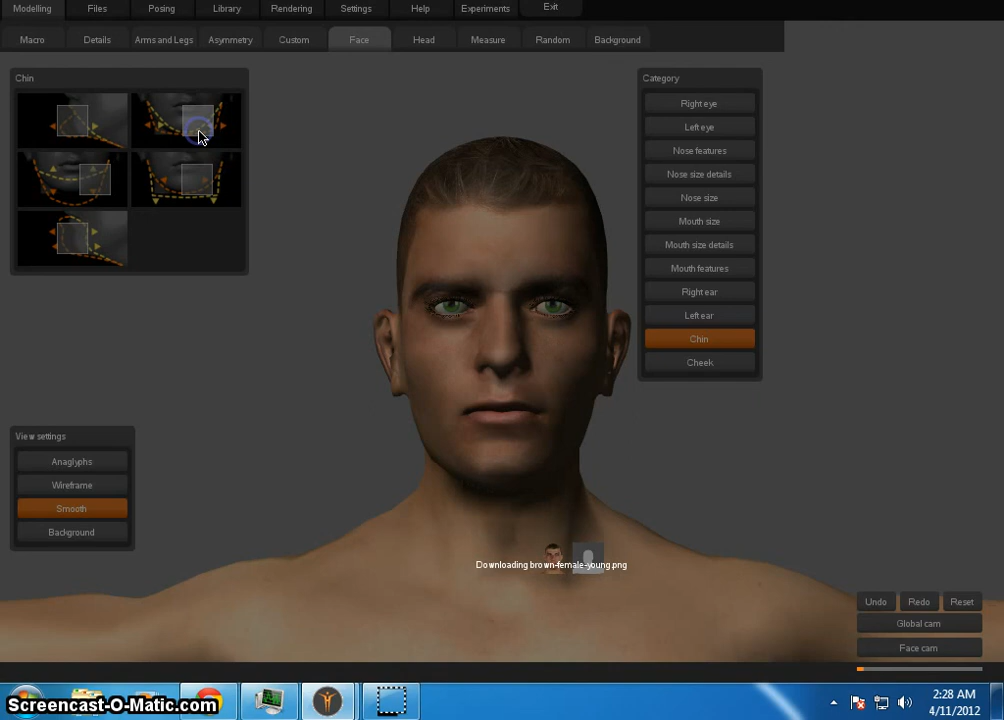 Modelling Files Posing Library Rendering Settings Help Experiments Exit
Macro Details Arms and Legs Asymmetry Custom Face Head Measure Random Background
Chin
Category
Right eye
Left eye
Nose features
Nose size details
Nose size
Mouth size
Mouth size details
Mouth features
Right ear
Left ear
Chin
Cheek
View settings
Anaglyphs
Wireframe
Smooth
Background
Downloading brown-female-young.png
Undo Redo Reset
Global cam
Face cam
Screencast-O-Matic.com
2:28 AM
4/11/2012